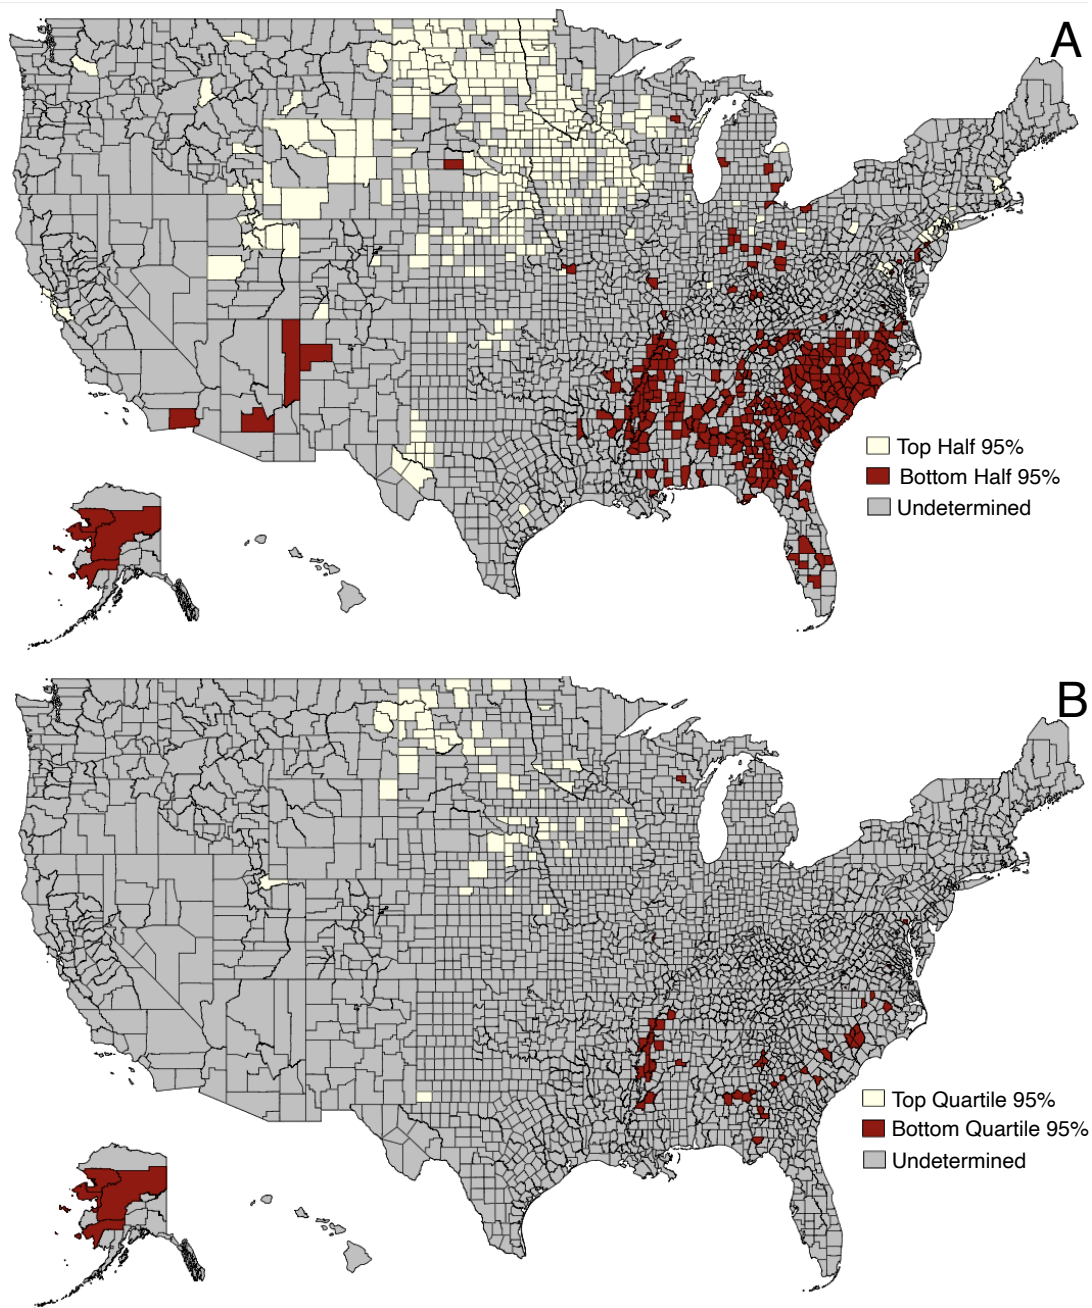 A
Top Half 95%
Bottom Half 95%
Undetermined
B
Top Quartile 95%
Bottom Quartile 95%
Undetermined